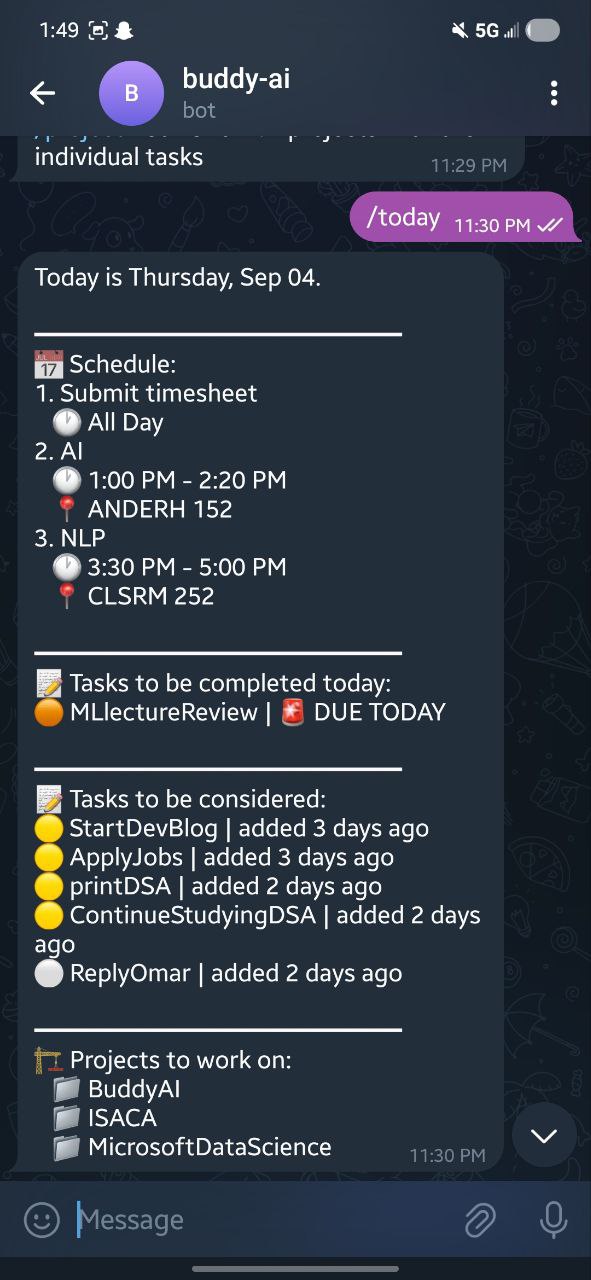 1:49
5G
B
buddy-ai
bot
individual tasks
11:29 PM
/today 11:30 PM
Today is Thursday, Sep 04.
JUL 17 Schedule:
1. Submit timesheet
All Day
2. AI
1:00 PM - 2:20 PM
ANDERH 152
3. NLP
3:30 PM - 5:00 PM
CLSRM 252
Tasks to be completed today:
MLlectureReview | DUE TODAY
Tasks to be considered:
StartDevBlog | added 3 days ago
ApplyJobs | added 3 days ago
printDSA | added 2 days ago
ContinueStudyingDSA | added 2 days
ago
ReplyOmar | added 2 days ago
Projects to work on:
BuddyAI
ISACA
MicrosoftDataScience
11:30 PM
Message